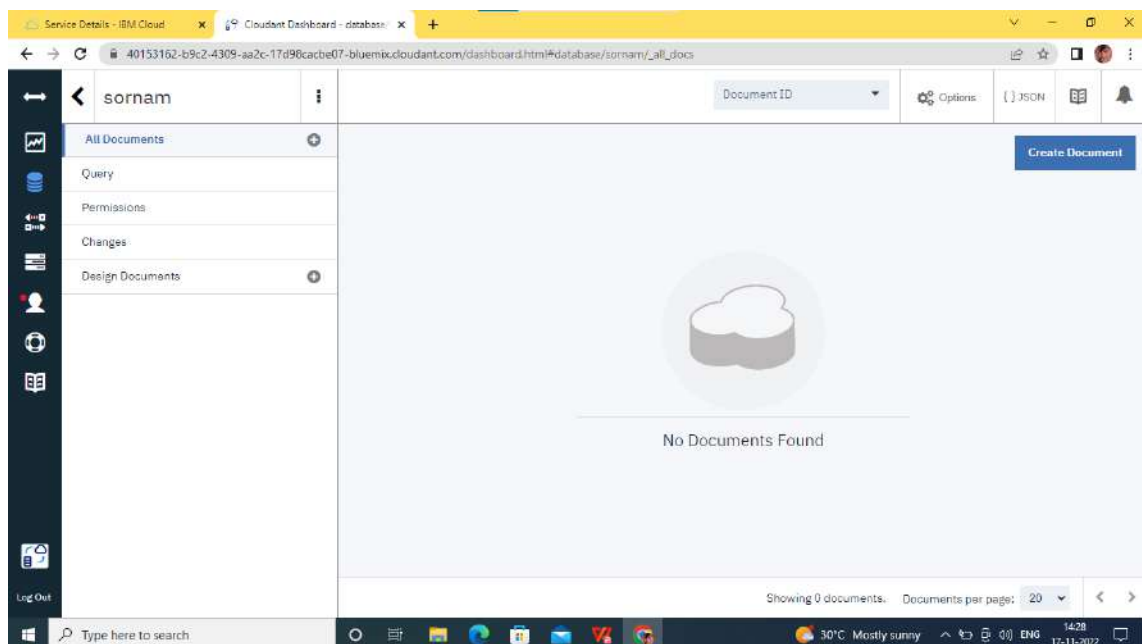 Service Details - IBM Cloud
Cloudant Dashboard - database
40153162-b9c2-4309-aa2c-17d98cacbe07-bluemix.cloudant.com/dashboard.html#database/sornam/_all_docs
sornam
Document ID
Options
{ } JSON
All Documents
Create Document
Query
Permissions
Changes
Design Documents
No Documents Found
Log Out
Showing 0 documents.
Documents per page: 20
Type here to search
30°C Mostly sunny
ENG
14:28
17-11-2022